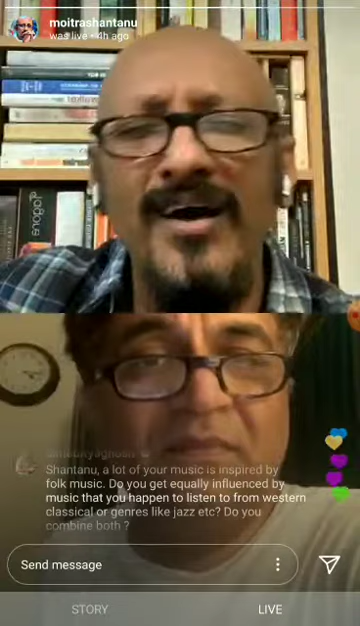 moitrashantanu
was live • 4h ago
Shantanu, a lot of your music is inspired by
folk music. Do you get equally influenced by
music that you happen to listen to from western
classical or genres like jazz etc? Do you
combine both ?
Send message
STORY
LIVE